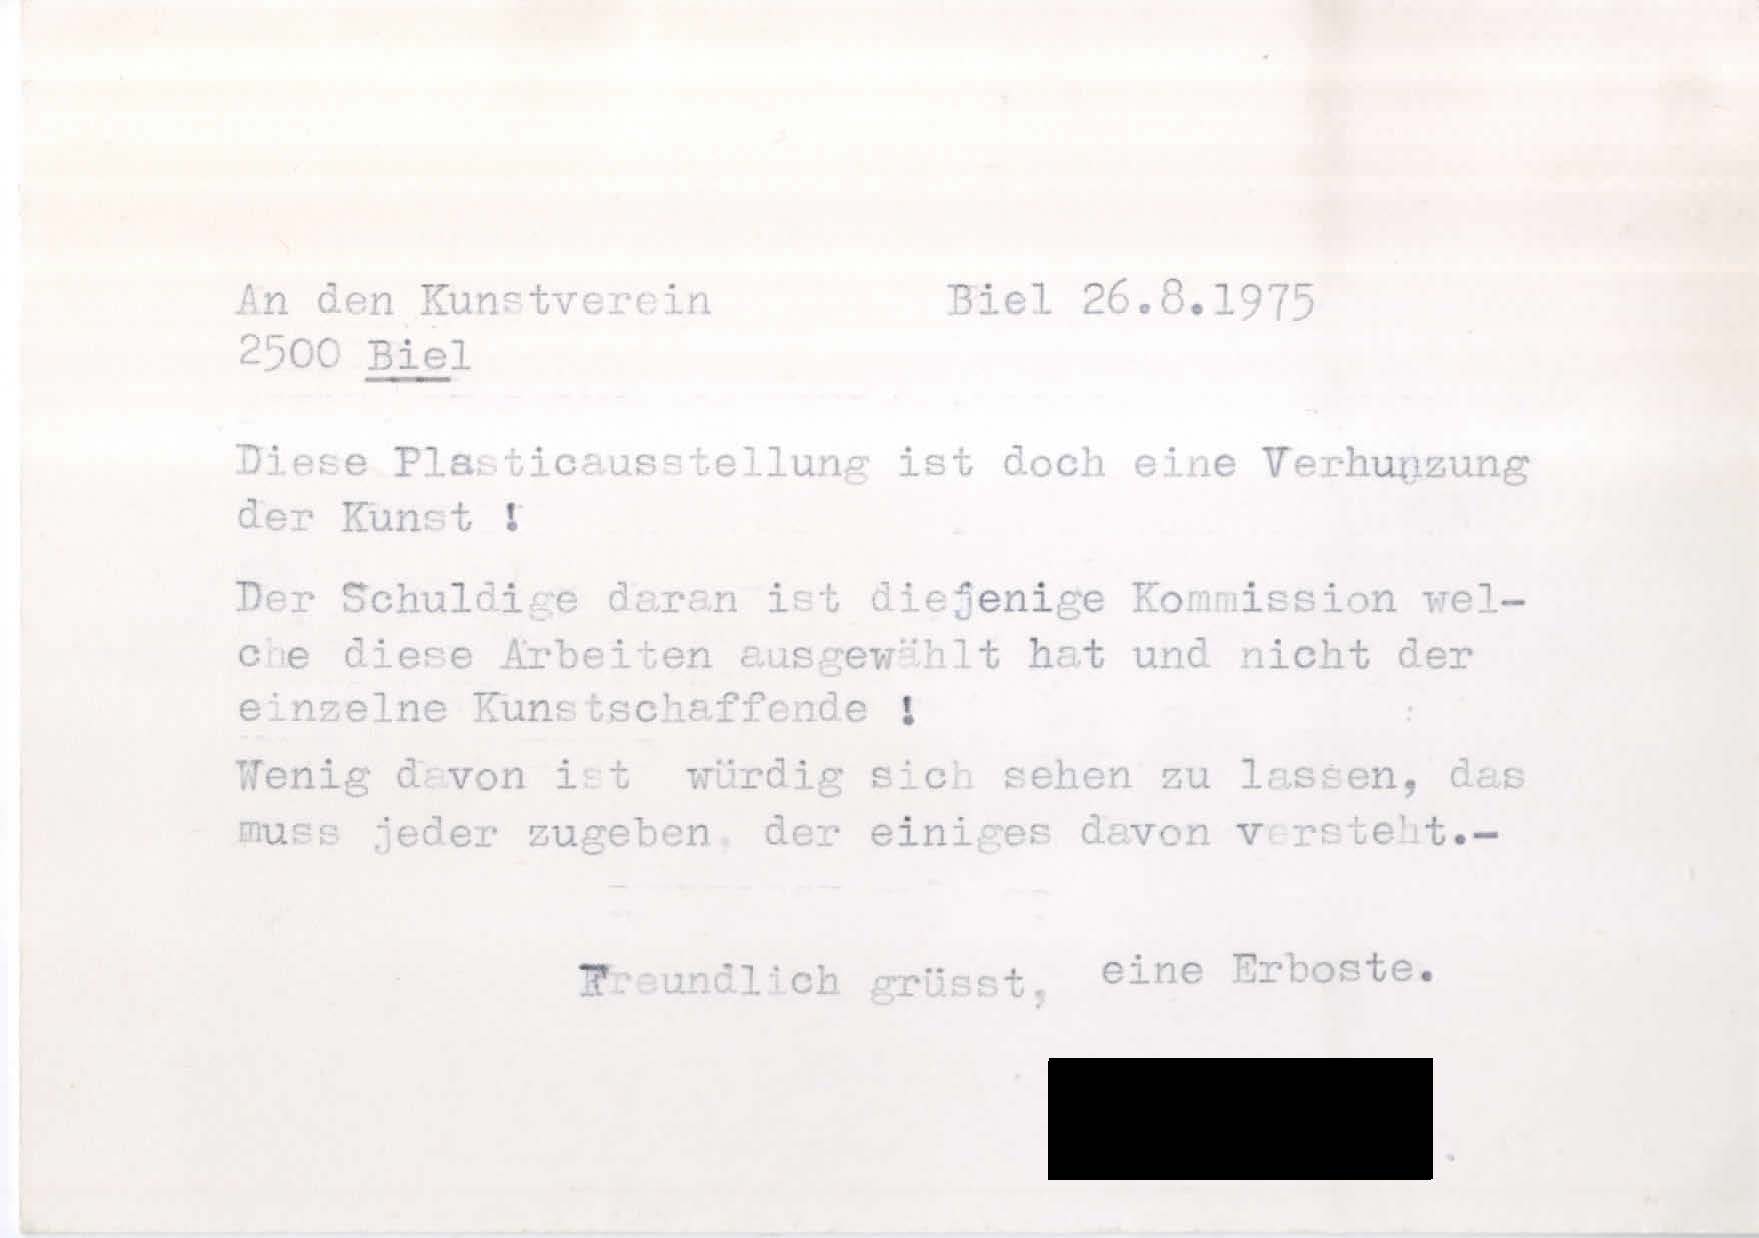 An den Kunstverein Biel 26.8.1975
2500 Biel
Diese Plasticausstellung ist doch eine Verhunzung
der Kunst !
Der Schuldige daran ist diejenige Kommission wel-
che diese Arbeiten ausgewählt hat und nicht der
einzelne Kunstschaffende !
Wenig davon ist würdig sich sehen zu lassen, das
muss jeder zugeben, der einiges davon versteht.-
Freundlich grüsst, eine Erboste.